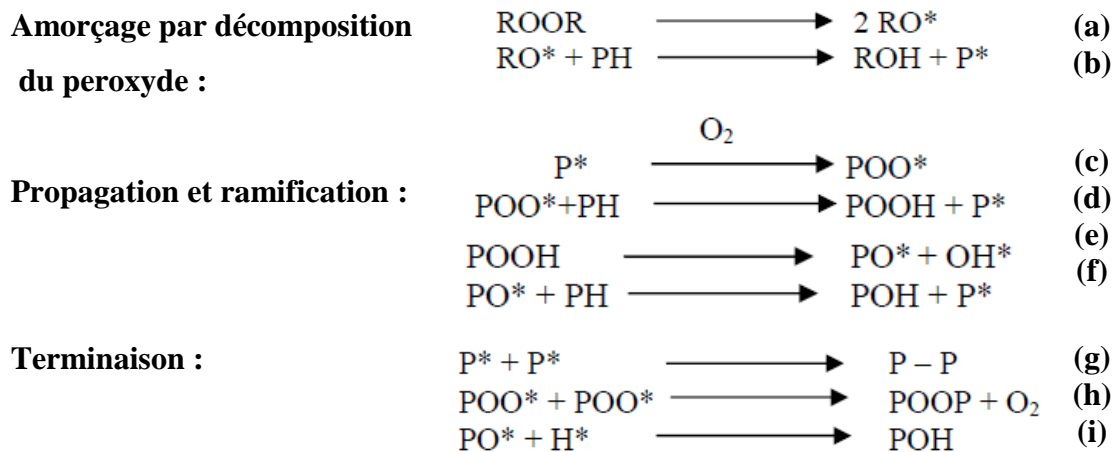 Amorçage par décomposition ROOR → 2 RO* (a)
RO* + PH → ROH + P* (b)
du peroxyde :
O₂
P* → POO* (c)
Propagation et ramification : POO*+PH → POOH + P* (d)
(e)
POOH → PO* + OH*
(f)
PO* + PH → POH + P*
Terminaison : P* + P* → P – P (g)
POO* + POO* → POOP + O₂ (h)
PO* + H* → POH (i)